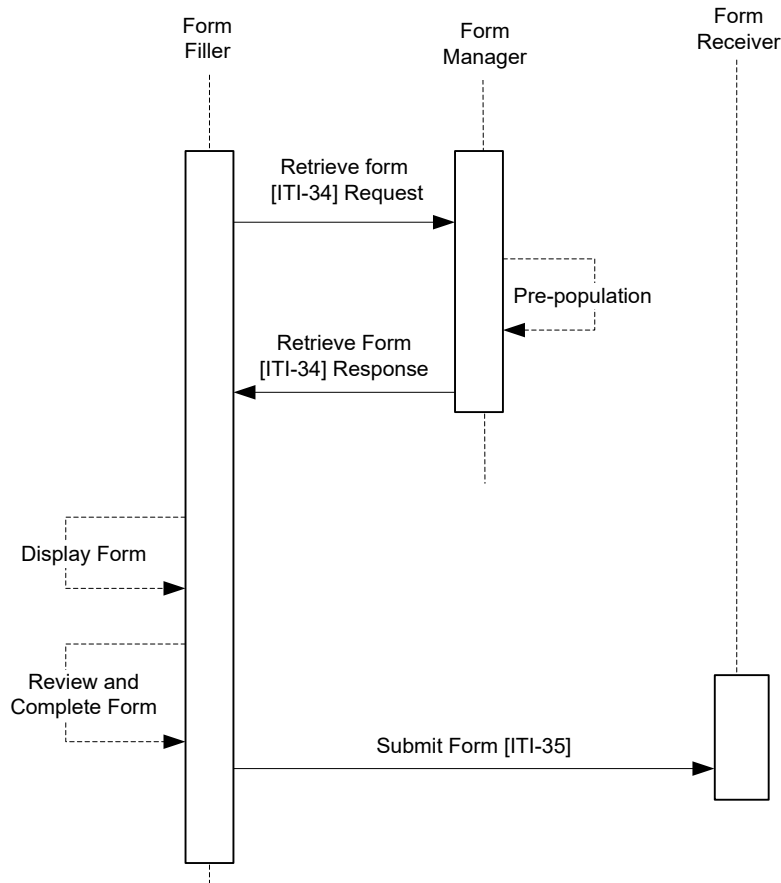 Form
Filler
Form
Manager
Form
Receiver
Retrieve form
[ITI-34] Request
Pre-population
Retrieve Form
[ITI-34] Response
Display Form
Review and
Complete Form
Submit Form [ITI-35]